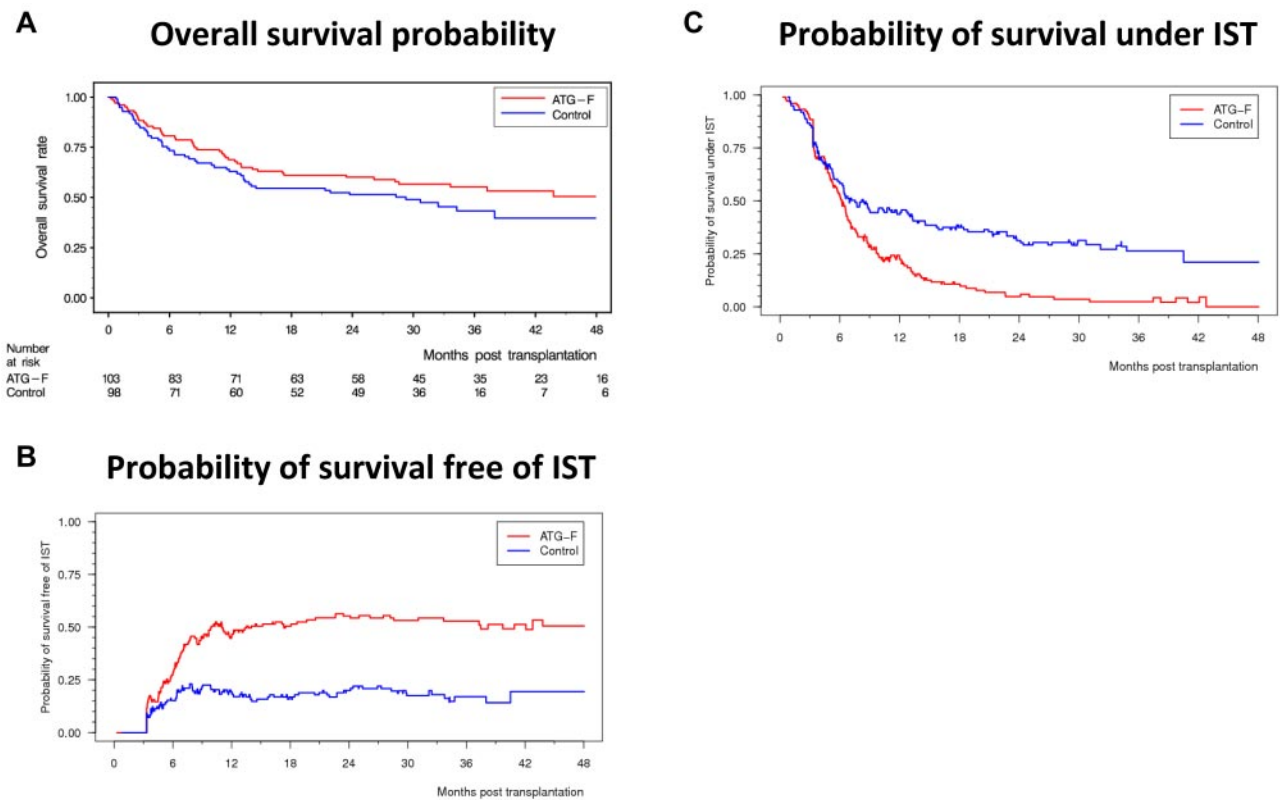 A
Overall survival probability
Overall survival rate
1.00
0.75
0.50
0.25
0.00
ATG-F
Control
0 6 12 18 24 30 36 42 48
Months post transplantation
Number
at risk
ATG-F 103 83 71 63 58 45 35 23 16
Control 98 71 60 52 49 36 16 7 6
B
Probability of survival free of IST
Probability of survival free of IST
1.00
0.75
0.50
0.25
0.00
ATG-F
Control
0 6 12 18 24 30 36 42 48
Months post transplantation
C
Probability of survival under IST
Probability of survival under IST
1.00
0.75
0.50
0.25
0.00
ATG-F
Control
0 6 12 18 24 30 36 42 48
Months post transplantation